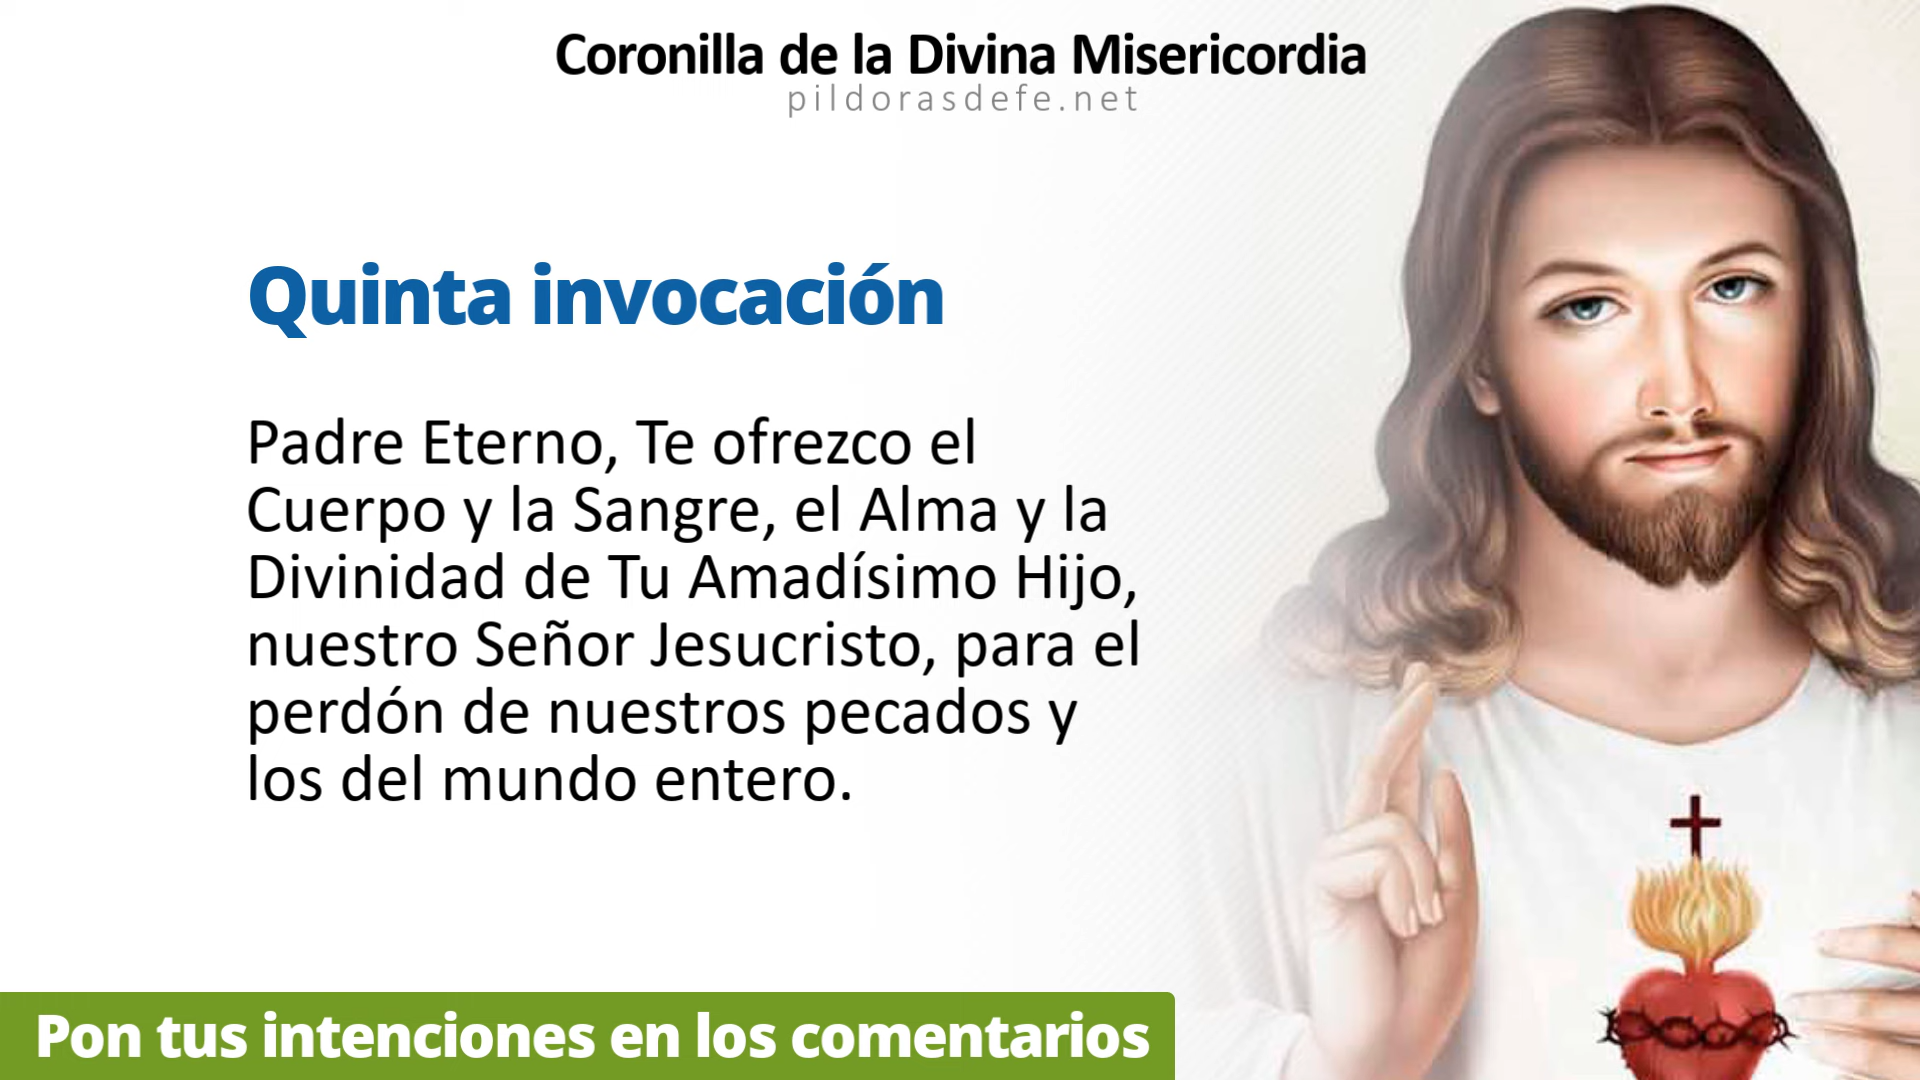 Coronilla de la Divina Misericordia
pildorasdefe.net
Quinta invocación
Padre Eterno, Te ofrezco el
Cuerpo y la Sangre, el Alma y la
Divinidad de Tu Amadísimo Hijo,
nuestro Señor Jesucristo, para el
perdón de nuestros pecados y
los del mundo entero.
Pon tus intenciones en los comentarios